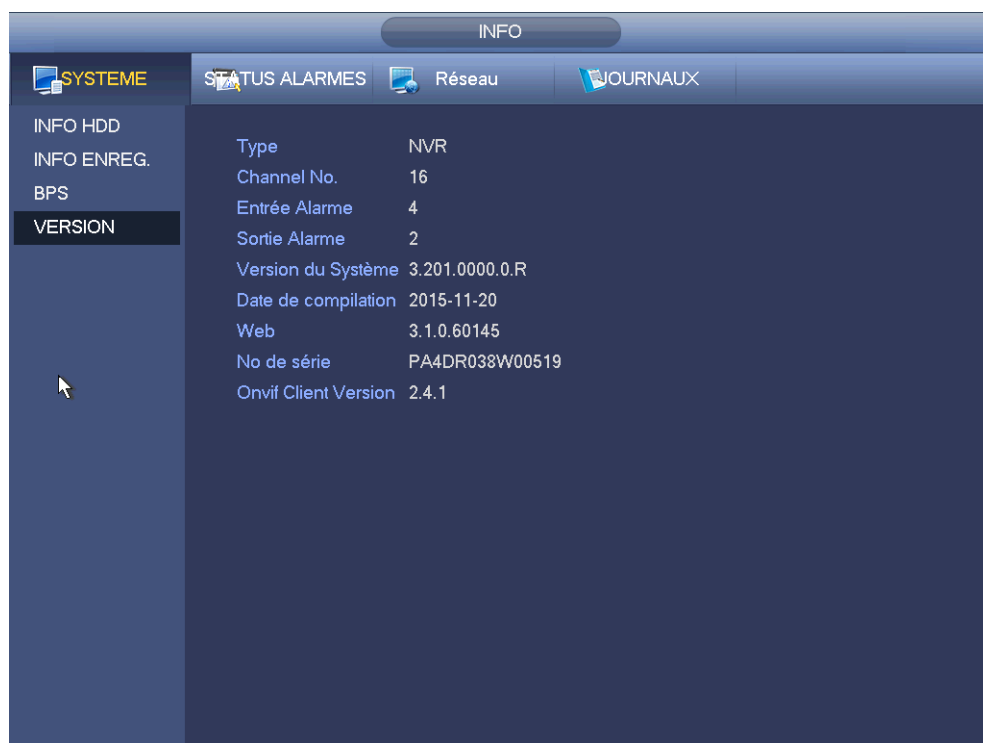 INFO
SYSTEME STATUS ALARMES Réseau JOURNAUX
INFO HDD
INFO ENREG.
BPS
VERSION
Type NVR
Channel No. 16
Entrée Alarme 4
Sortie Alarme 2
Version du Système 3.201.0000.0.R
Date de compilation 2015-11-20
Web 3.1.0.60145
No de série PA4DR038W00519
Onvif Client Version 2.4.1